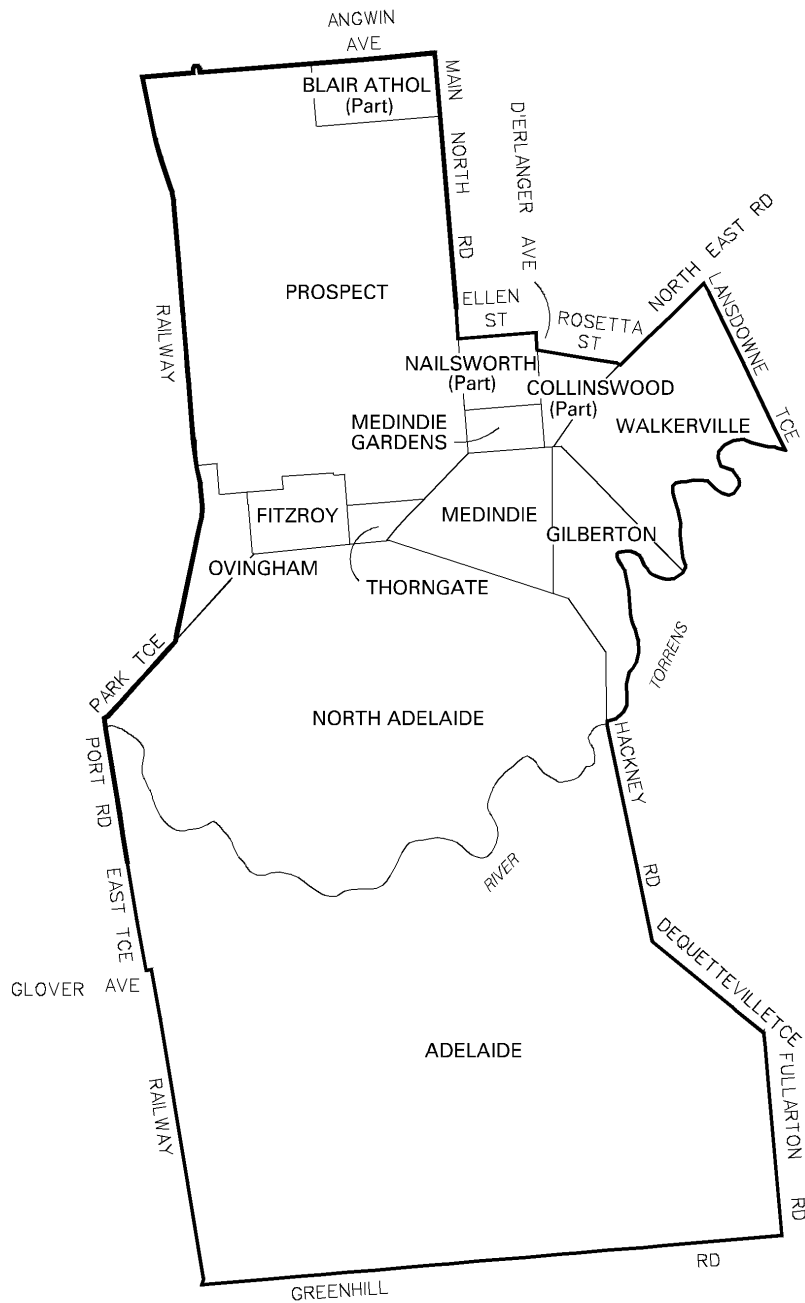 ANGWIN
AVE
BLAIR ATHOL
(Part)
MAIN NORTH RD
D'ERLANGER AVE
NORTH EAST RD
LANSDOWNE TCE
PROSPECT
ELLEN
ST
ROSETTA
ST
RAILWAY
NAILSWORTH
(Part)
COLLINSWOOD
(Part)
MEDINDIE
GARDENS
WALKERVILLE
FITZROY
MEDINDIE
GILBERTON
OVINGHAM
THORNGATE
PARK TCE
TORRENS
NORTH ADELAIDE
PORT RD
HACKNEY RD
RIVER
EAST TCE
DEQUETTEVILLE TCE
GLOVER AVE
ADELAIDE
RAILWAY
FULLARTON RD
GREENHILL RD